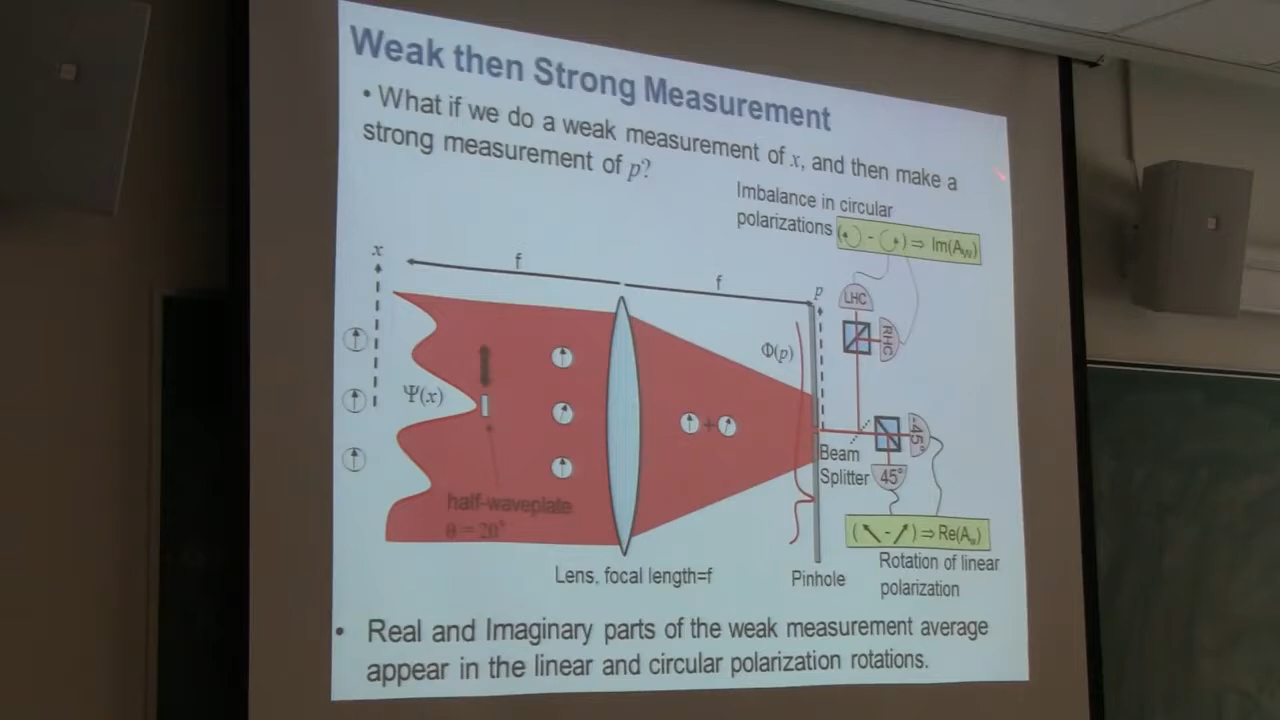 Weak then Strong Measurement
• What if we do a weak measurement of x, and then make a
strong measurement of p?
Imbalance in circular
polarizations
( - ) ⇒ Im(A_W)
x
f
f
p
LHC
RHC
Φ(p)
Ψ(x)
+
-45°
Beam
Splitter
45°
half-waveplate
θ = 20°
( - ) ⇒ Re(A_w)
Rotation of linear
polarization
Lens, focal length=f
Pinhole
• Real and Imaginary parts of the weak measurement average
appear in the linear and circular polarization rotations.